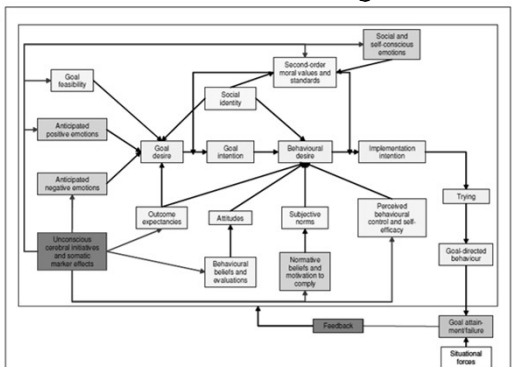 Social and
self-conscious
emotions
Second-order
moral values and
standards
Goal
feasibility
Social
identity
Anticipated
positive emotions
Goal
desire
Goal
intention
Behavioural
desire
Implementation
intention
Anticipated
negative emotions
Trying
Outcome
expectancies
Attitudes
Subjective
norms
Perceived
behavioural
control and self-
efficacy
Unconscious
cerebral initiatives
and somatic
marker effects
Behavioural
beliefs and
evaluations
Normative
beliefs and
motivation to
comply
Goal-directed
behaviour
Feedback
Goal attain-
ment/failure
Situational
forces